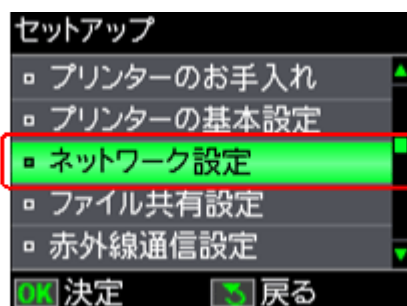 セットアップ
プリンターのお手入れ
プリンターの基本設定
ネットワーク設定
ファイル共有設定
赤外線通信設定
OK 決定 戻る